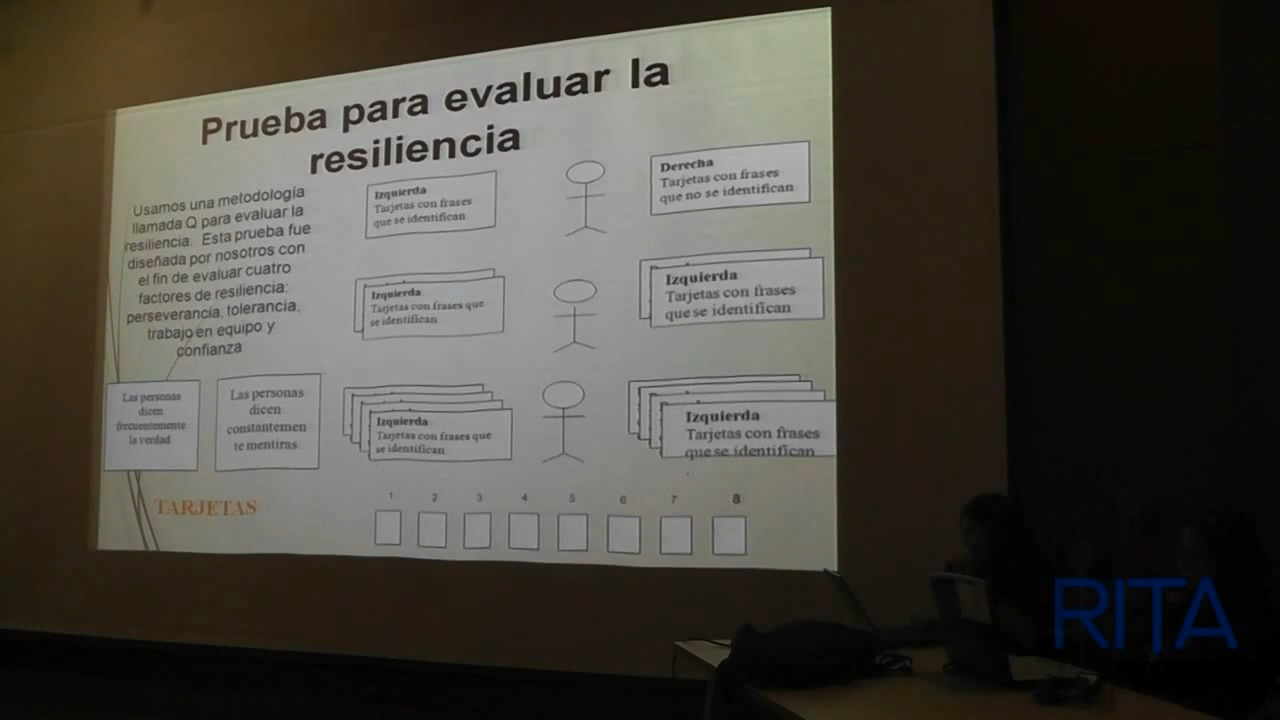 Prueba para evaluar la
resiliencia
Usamos una metodología
llamada Q para evaluar la
resiliencia. Esta prueba fue
diseñada por nosotros con
el fin de evaluar cuatro
factores de resiliencia:
perseverancia, tolerancia,
trabajo en equipo y
confianza
Izquierda
Tarjetas con frases
que se identifican
Derecha
Tarjetas con frases
que no se identifican
Izquierda
Tarjetas con frases que
se identifican
Izquierda
Tarjetas con frases
que se identifican
Las personas
dicen
frecuentemente
la verdad
Las personas
dicen
constantemen
te mentiras
Izquierda
Tarjetas con frases que
se identifican
Izquierda
Tarjetas con frases
que se identifican
TARJETAS
1 2 3 4 5 6 7 8
RITA